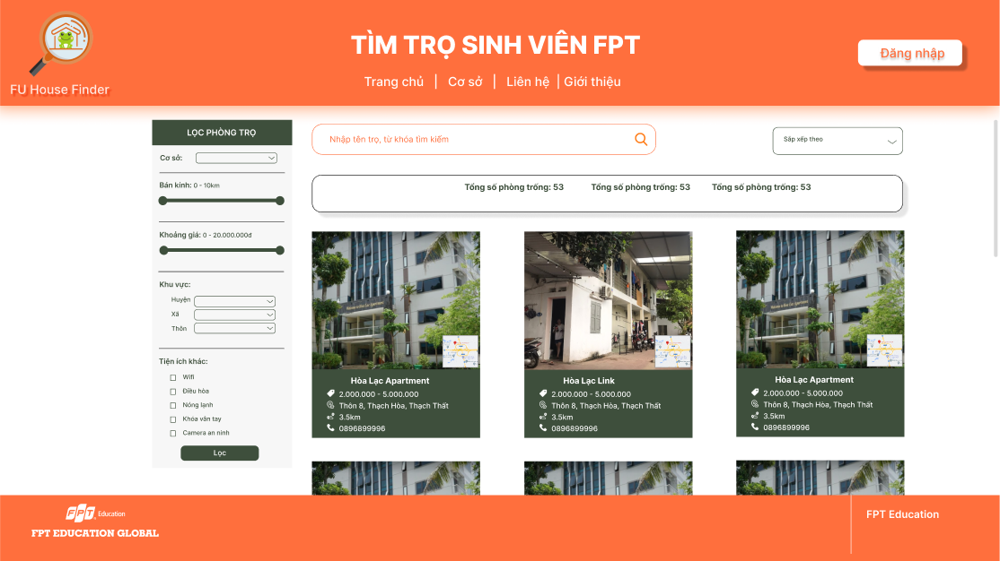 FU House Finder
TÌM TRỌ SINH VIÊN FPT
Trang chủ | Cơ sở | Liên hệ | Giới thiệu
Đăng nhập
LỌC PHÒNG TRỌ
Cơ sở:
Bán kính: 0 - 10km
Khoảng giá: 0 - 20.000.000đ
Khu vực:
Huyện
Xã
Thôn
Tiện ích khác:
Wifi
Điều hòa
Nóng lạnh
Khóa vân tay
Camera an ninh
Lọc
Nhập tên trọ, từ khóa tìm kiếm
Sắp xếp theo
Tổng số phòng trống: 53 Tổng số phòng trống: 53 Tổng số phòng trống: 53
Hòa Lạc Apartment
2.000.000 - 5.000.000
Thôn 8, Thạch Hòa, Thạch Thất
3.5km
0896899996
Hòa Lạc Link
2.000.000 - 5.000.000
Thôn 8, Thạch Hòa, Thạch Thất
3.5km
0896899996
Hòa Lạc Apartment
2.000.000 - 5.000.000
Thôn 8, Thạch Hòa, Thạch Thất
3.5km
0896899996
FPT Education
FPT EDUCATION GLOBAL
FPT Education